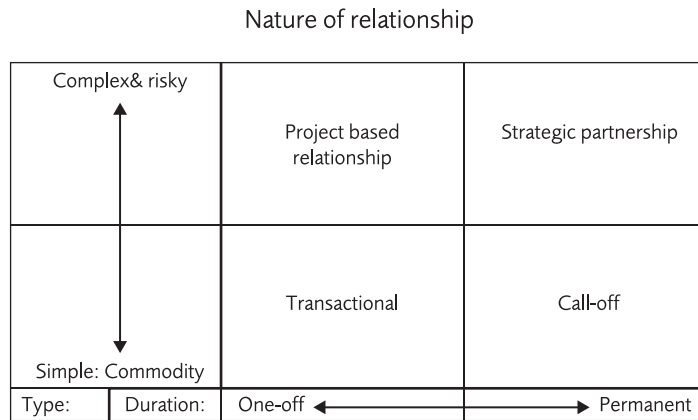 Nature of relationship
Complex& risky
Project based
relationship
Strategic partnership
Transactional
Call-off
Simple: Commodity
Type:
Duration:
One-off
Permanent